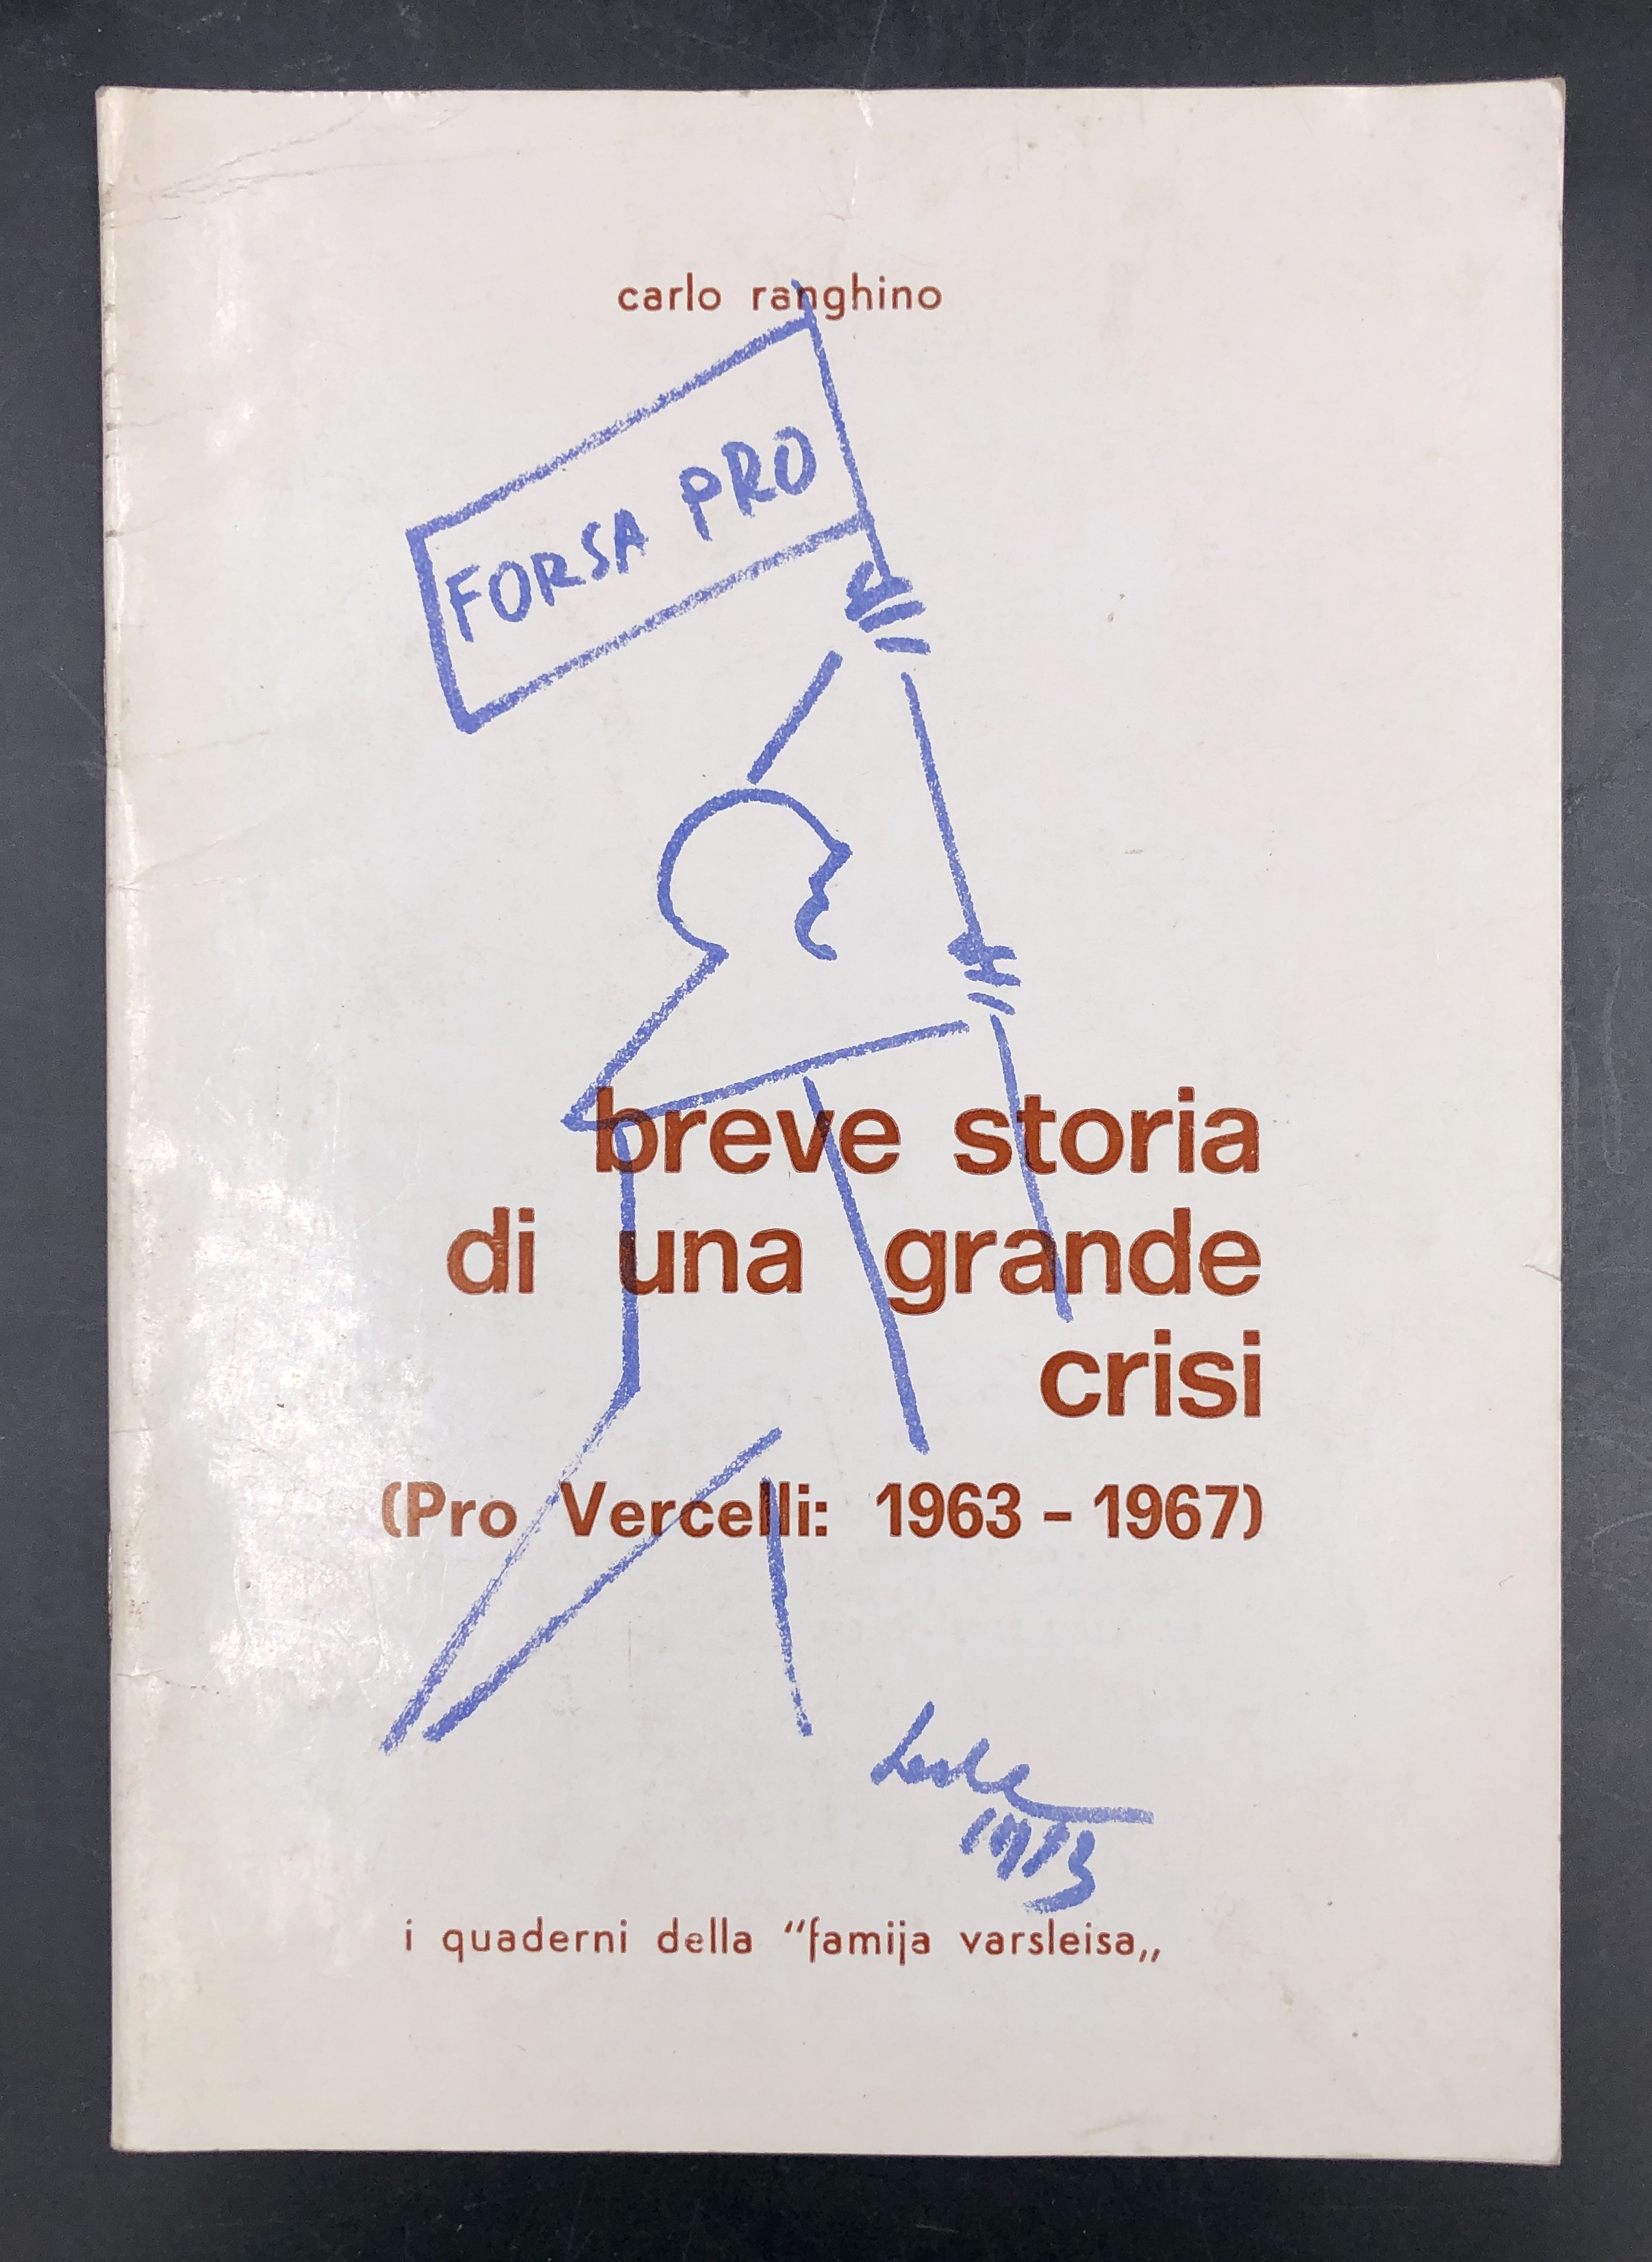 carlo ranghino
FORSA PRO
breve storia
di una grande
crisi
(Pro Vercelli: 1963 - 1967)
1973
i quaderni della “famija varsleisa„